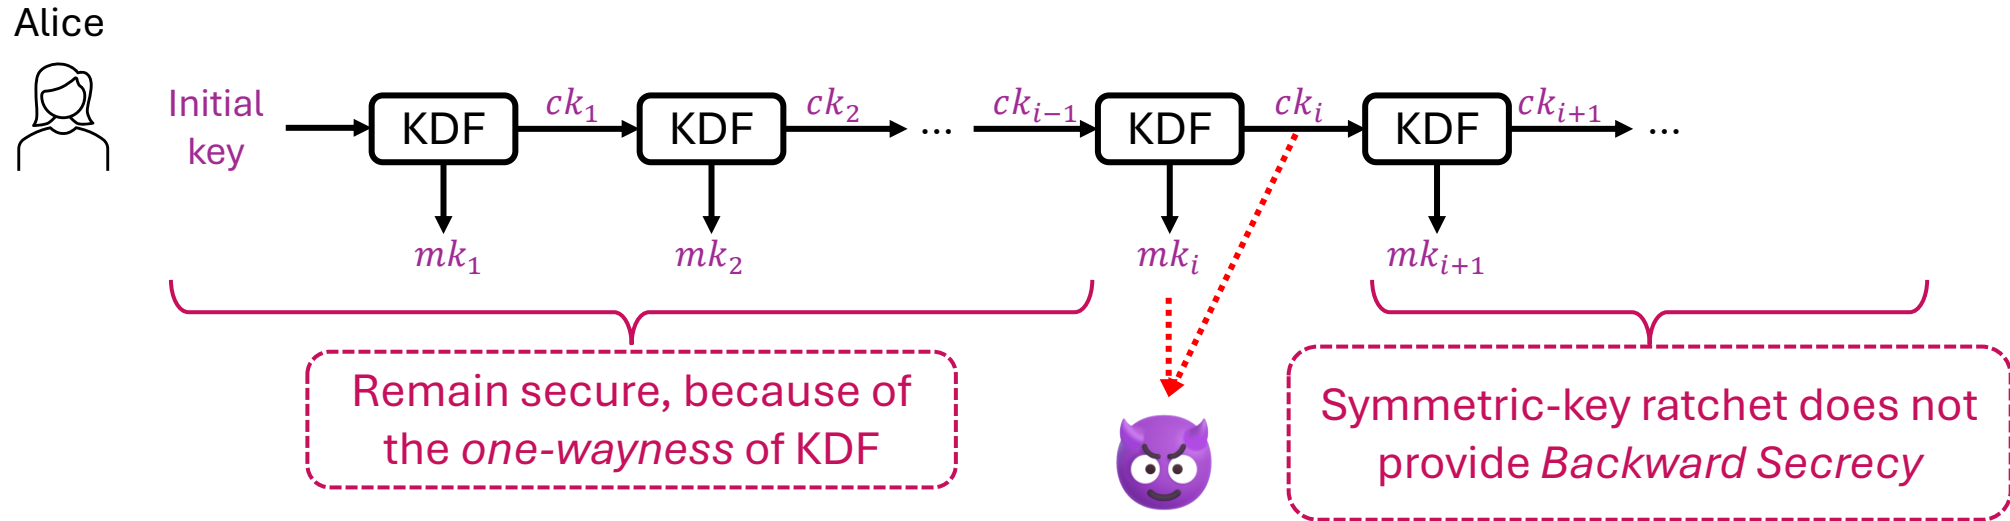 Alice
Initial
key
KDF
ck₁
KDF
ck₂
...
ckᵢ₋₁
KDF
ckᵢ
KDF
ckᵢ₊₁
...
mk₁
mk₂
mkᵢ
mkᵢ₊₁
Remain secure, because of
the one-wayness of KDF
Symmetric-key ratchet does not
provide Backward Secrecy